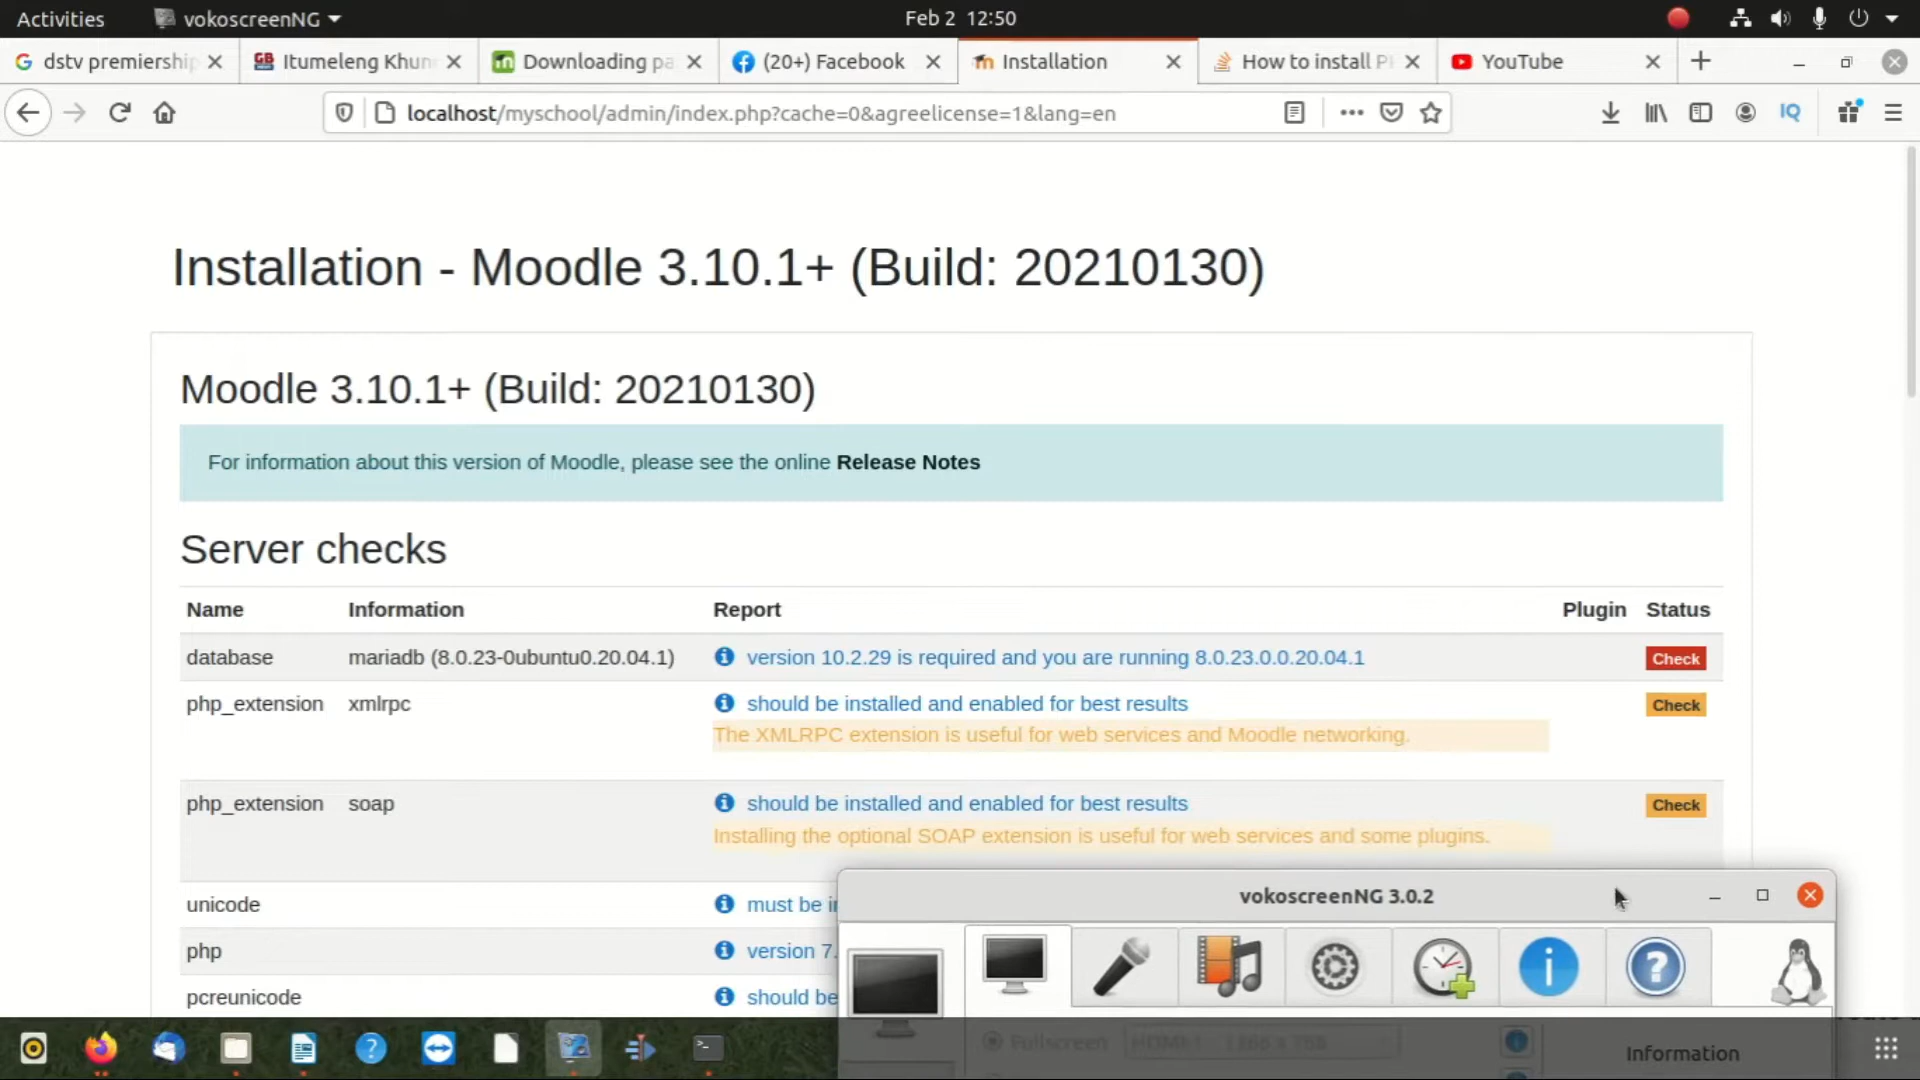 Activities vokoscreenNG Feb 2 12:50
dstv premiership Itumeleng Khun Downloading pa (20+) Facebook Installation How to install P YouTube
localhost/myschool/admin/index.php?cache=0&agreelicense=1&lang=en IQ
Installation - Moodle 3.10.1+ (Build: 20210130)
Moodle 3.10.1+ (Build: 20210130)
For information about this version of Moodle, please see the online Release Notes
Server checks
Name Information Report Plugin Status
database mariadb (8.0.23-0ubuntu0.20.04.1) version 10.2.29 is required and you are running 8.0.23.0.0.20.04.1 Check
php_extension xmlrpc should be installed and enabled for best results Check
The XMLRPC extension is useful for web services and Moodle networking.
php_extension soap should be installed and enabled for best results Check
Installing the optional SOAP extension is useful for web services and some plugins.
vokoscreenNG 3.0.2
unicode must be i
php version 7.
pcreunicode should be
Fullscreen
Information